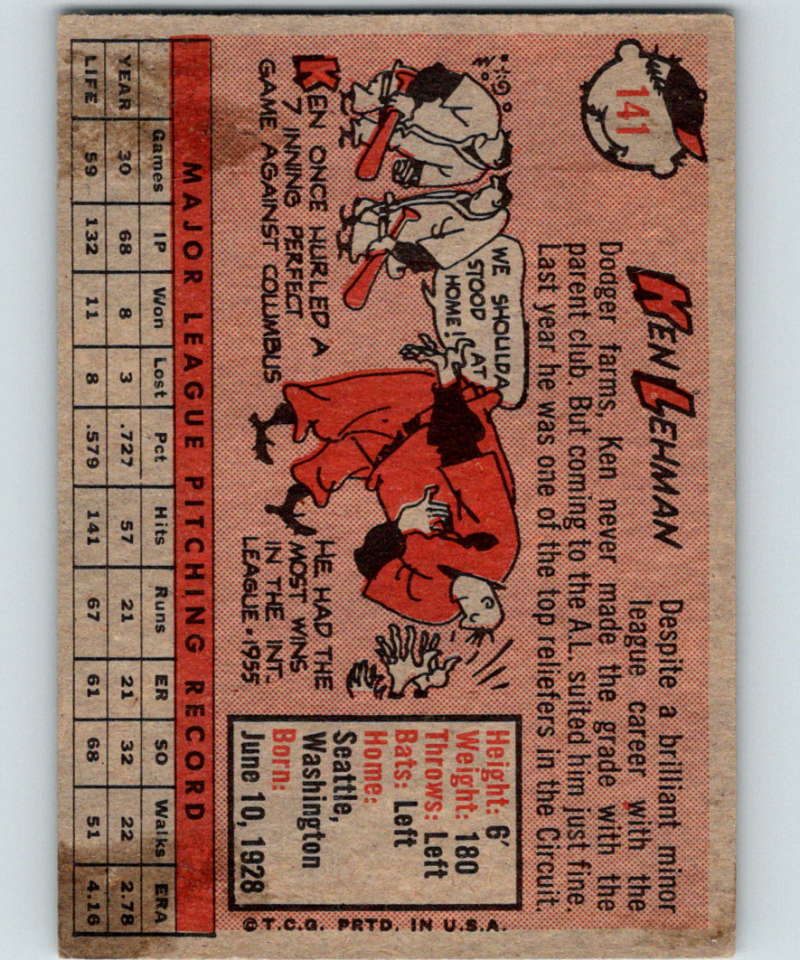 141
KEN LEHMAN
Despite a brilliant minor
league career with the
Dodger farms, Ken never made the grade with the
parent club. But coming to the A.L. suited him just fine.
Last year he was one of the top reliefers in the Circuit.
WE SHOULDA
STOOD AT
HOME!
KEN ONCE HURLED A
7 INNING PERFECT
GAME AGAINST COLUMBUS
HE HAD THE
MOST WINS
IN THE INT.
LEAGUE • 1955
Height: 6'
Weight: 180
Throws: Left
Bats: Left
Home:
Seattle,
Washington
Born:
June 10, 1928
©T.C.G. PRTD. IN U.S.A.
MAJOR LEAGUE PITCHING RECORD
Games IP Won Lost Pct Hits Runs ER SO Walks ERA
YEAR 30 68 8 3 .727 57 21 21 32 22 2.78
LIFE 59 132 11 8 .579 141 67 61 68 51 4.16